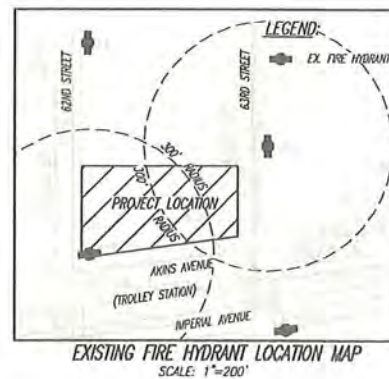 LEGEND:
EX. FIRE HYDRANT
62ND STREET
63RD STREET
300' RADIUS
300' RADIUS
PROJECT LOCATION
AKINS AVENUE
(TROLLEY STATION)
IMPERIAL AVENUE
EXISTING FIRE HYDRANT LOCATION MAP
SCALE: 1"=200'